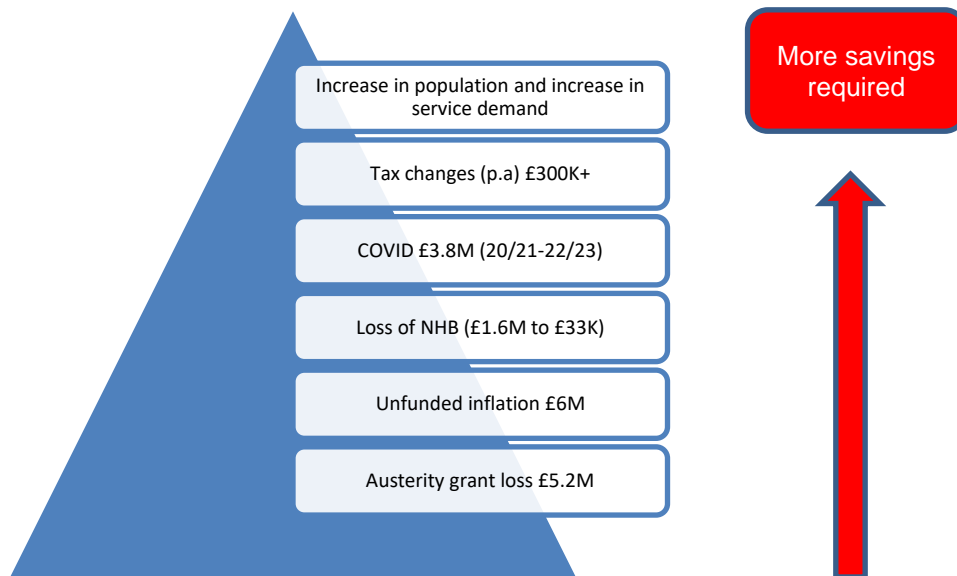 More savings
required
Increase in population and increase in
service demand
Tax changes (p.a) £300K+
COVID £3.8M (20/21-22/23)
Loss of NHB (£1.6M to £33K)
Unfunded inflation £6M
Austerity grant loss £5.2M